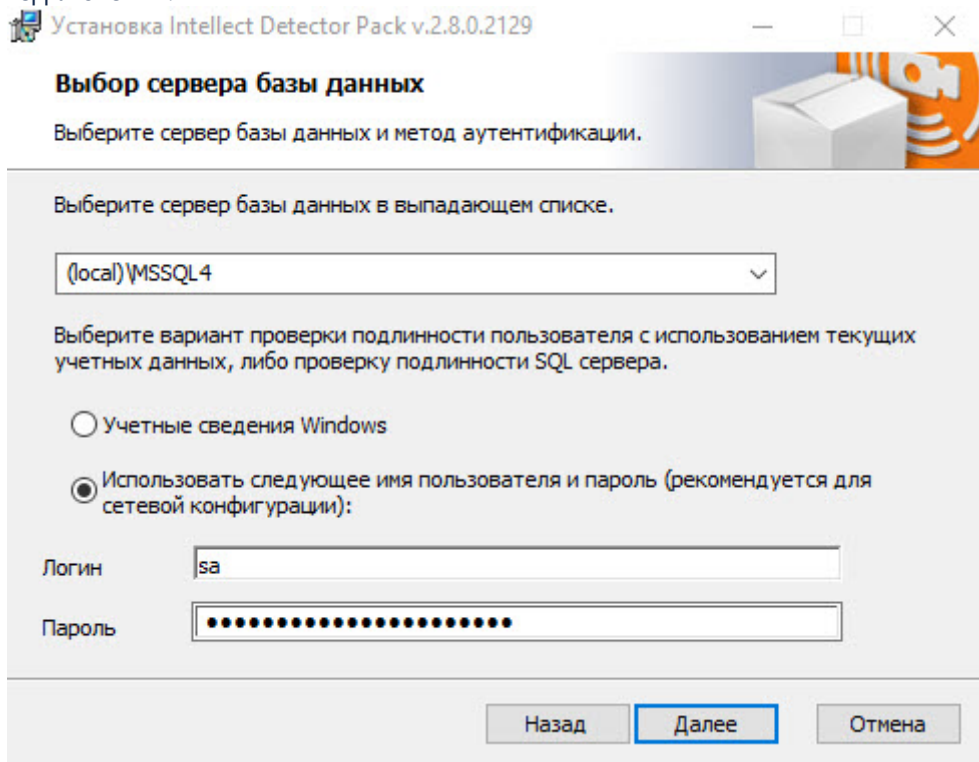 Установка Intellect Detector Pack v.2.8.0.2129
Выбор сервера базы данных
Выберите сервер базы данных и метод аутентификации.
Выберите сервер базы данных в выпадающем списке.
(local)\MSSQL4
Выберите вариант проверки подлинности пользователя с использованием текущих
учетных данных, либо проверку подлинности SQL сервера.
Учетные сведения Windows
Использовать следующее имя пользователя и пароль (рекомендуется для
сетевой конфигурации):
Логин sa
Пароль ••••••••••••••••••••••
Назад Далее Отмена